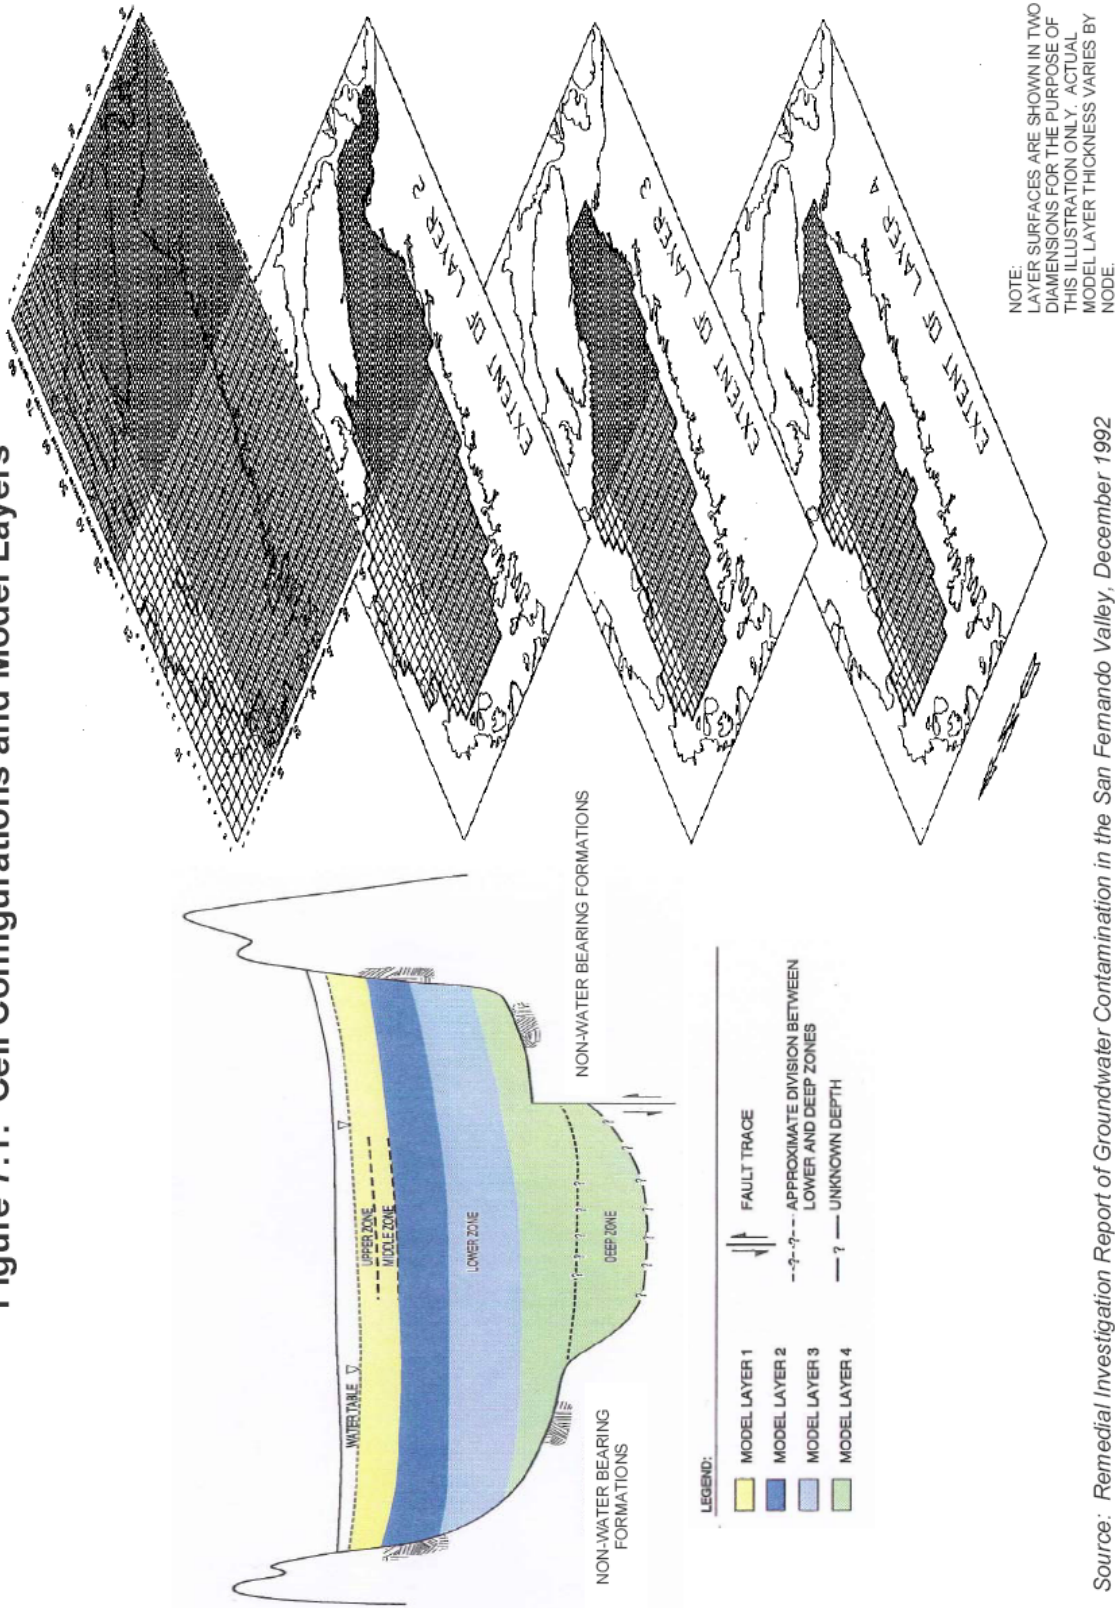 Figure 7.1: Cell Configurations and Model Layers
WATER TABLE
UPPER ZONE
MIDDLE ZONE
LOWER ZONE
DEEP ZONE
NON-WATER BEARING
FORMATIONS
NON-WATER BEARING FORMATIONS
LEGEND:
MODEL LAYER 1
MODEL LAYER 2
MODEL LAYER 3
MODEL LAYER 4
FAULT TRACE
--?--?-- APPROXIMATE DIVISION BETWEEN
LOWER AND DEEP ZONES
— ? — UNKNOWN DEPTH
EXTENT OF LAYER 2
EXTENT OF LAYER 3
EXTENT OF LAYER 4
NOTE:
LAYER SURFACES ARE SHOWN IN TWO
DIAMENSIONS FOR THE PURPOSE OF
THIS ILLUSTRATION ONLY. ACTUAL
MODEL LAYER THICKNESS VARIES BY
NODE.
Source: Remedial Investigation Report of Groundwater Contamination in the San Fernando Valley, December 1992